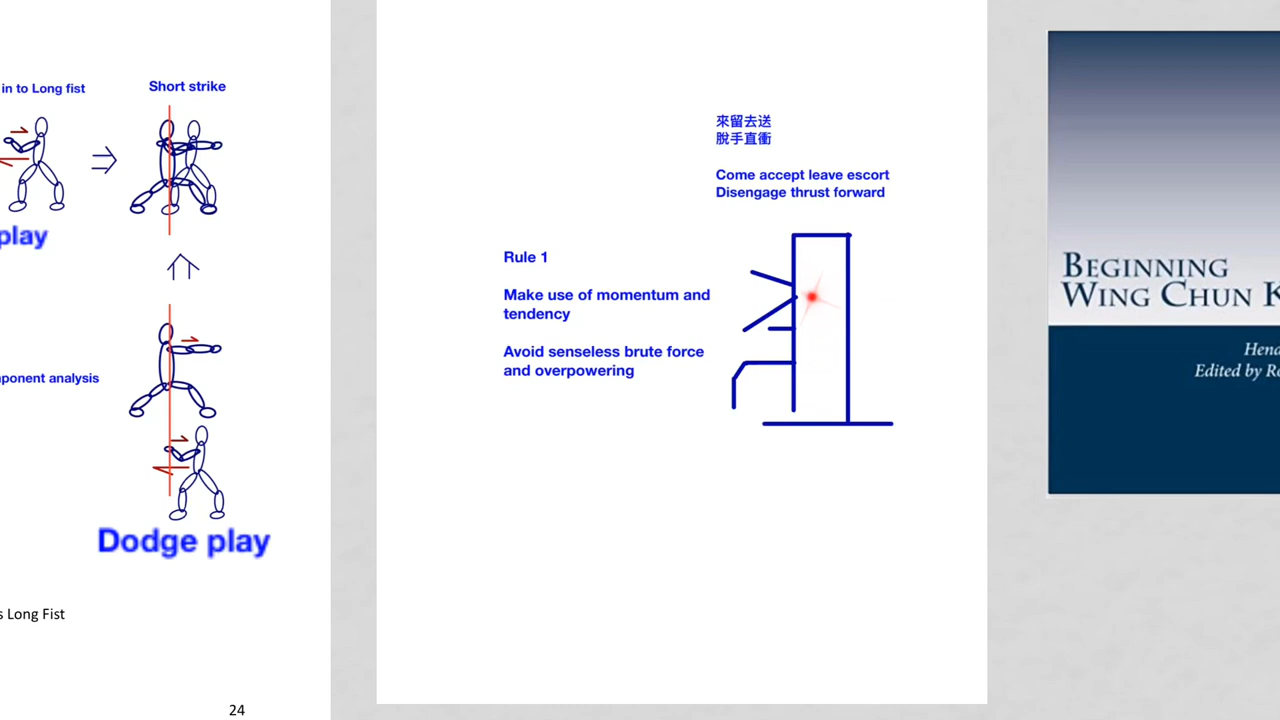 in to Long fist
Short strike
play
ponent analysis
Dodge play
s Long Fist
24
來留去送
脫手直衝
Come accept leave escort
Disengage thrust forward
Rule 1
Make use of momentum and
tendency
Avoid senseless brute force
and overpowering
BEGINNING
WING CHUN K
Hend
Edited by Ro